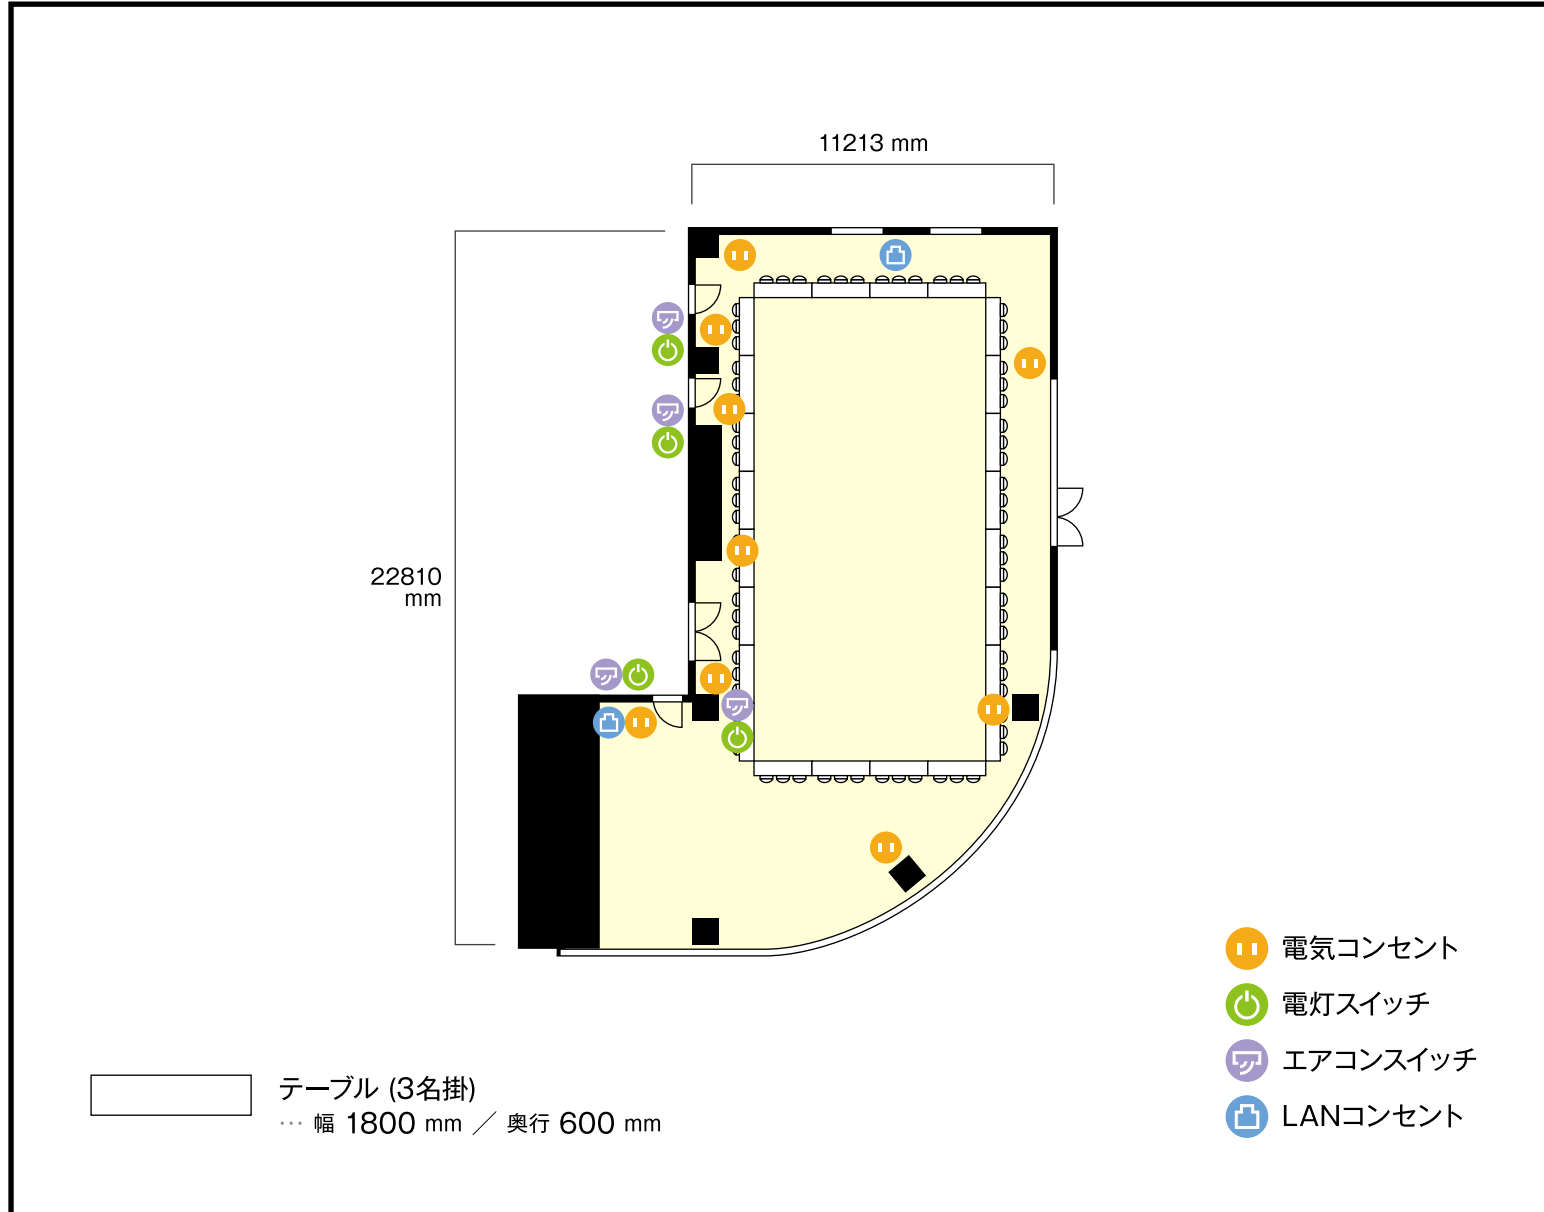 11213 mm
22810
mm
電気コンセント
電灯スイッチ
エアコンスイッチ
LANコンセント
テーブル (3名掛)
… 幅 1800 mm ／ 奥行 600 mm